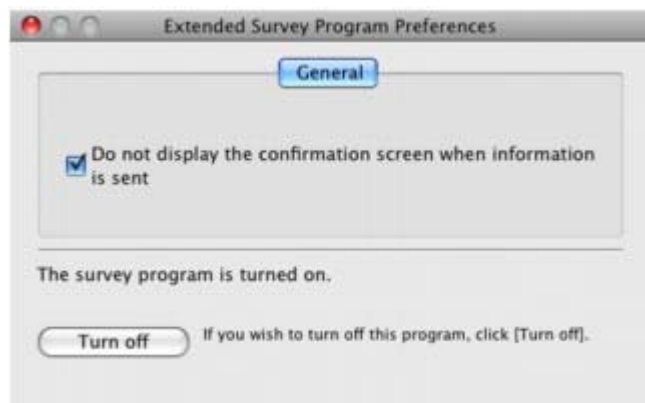 Extended Survey Program Preferences
General
Do not display the confirmation screen when information
is sent
The survey program is turned on.
Turn off
If you wish to turn off this program, click [Turn off].